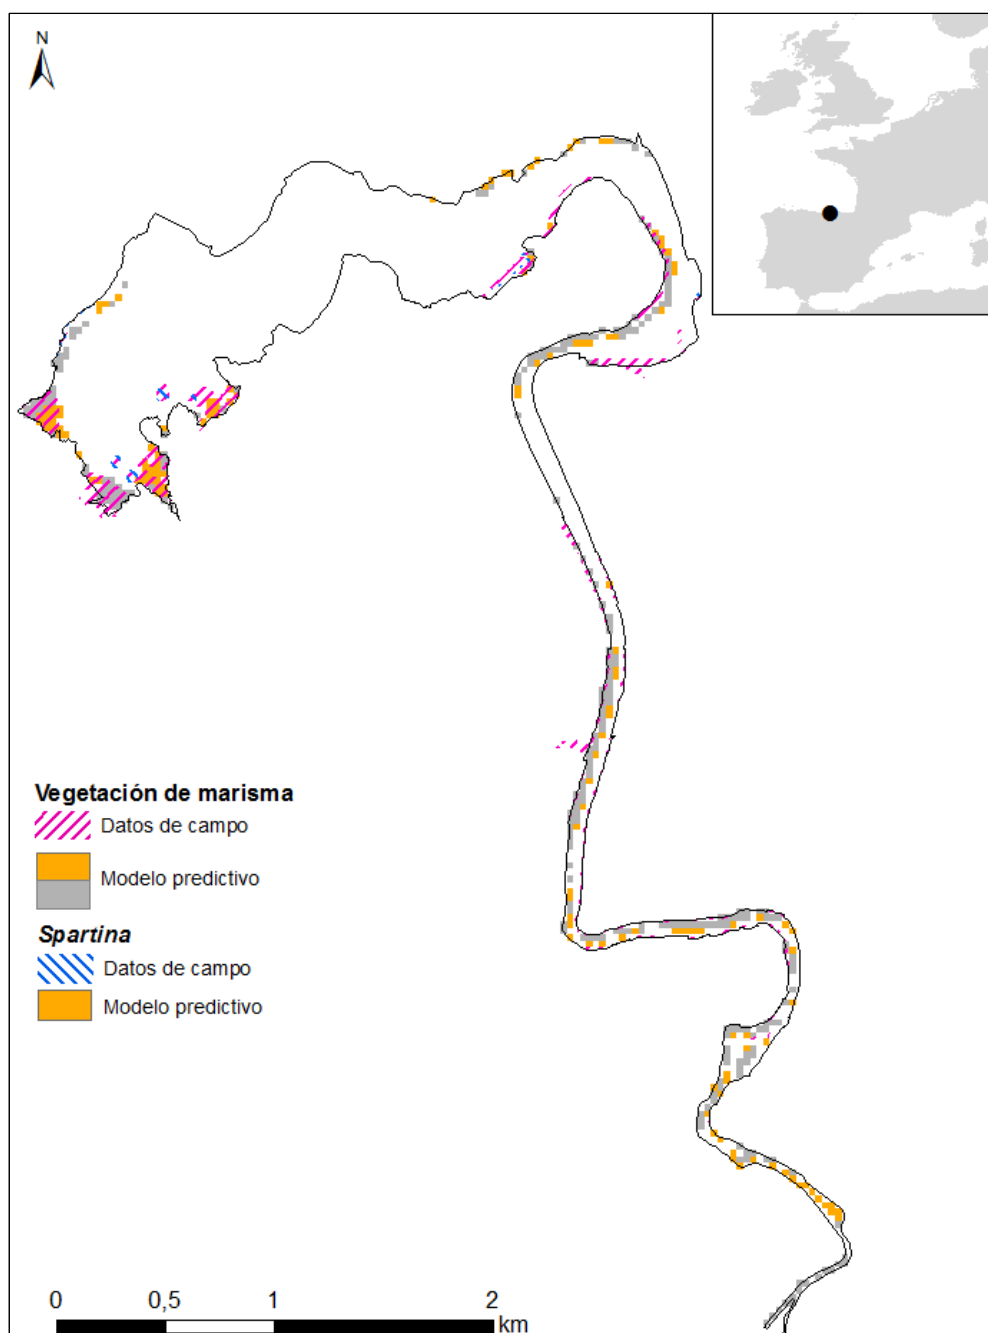 N
Vegetación de marisma
Datos de campo
Modelo predictivo
Spartina
Datos de campo
Modelo predictivo
0 0,5 1 2
km